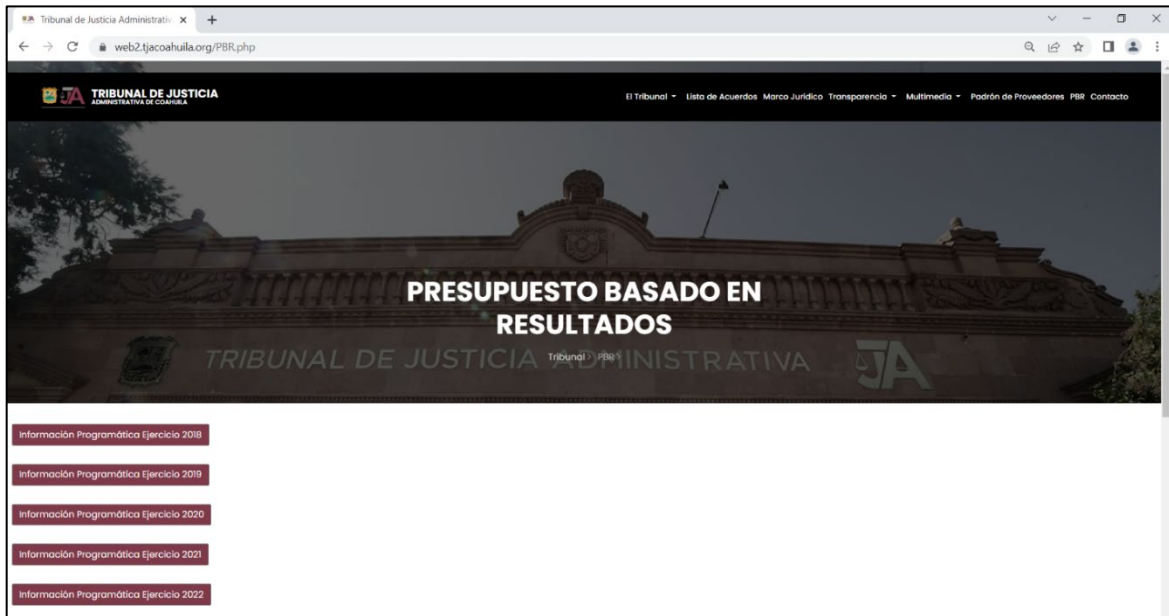 Tribunal de Justicia Administrativ
web2.tjacoahuila.org/PBR.php
JA TRIBUNAL DE JUSTICIA
ADMINISTRATIVA DE COAHUILA
El Tribunal Lista de Acuerdos Marco Jurídico Transparencia Multimedia Padrón de Proveedores PBR Contacto
PRESUPUESTO BASADO EN
RESULTADOS
Tribunal> PBR>
TRIBUNAL DE JUSTICIA ADMINISTRATIVA JA
Información Programática Ejercicio 2018
Información Programática Ejercicio 2019
Información Programática Ejercicio 2020
Información Programática Ejercicio 2021
Información Programática Ejercicio 2022